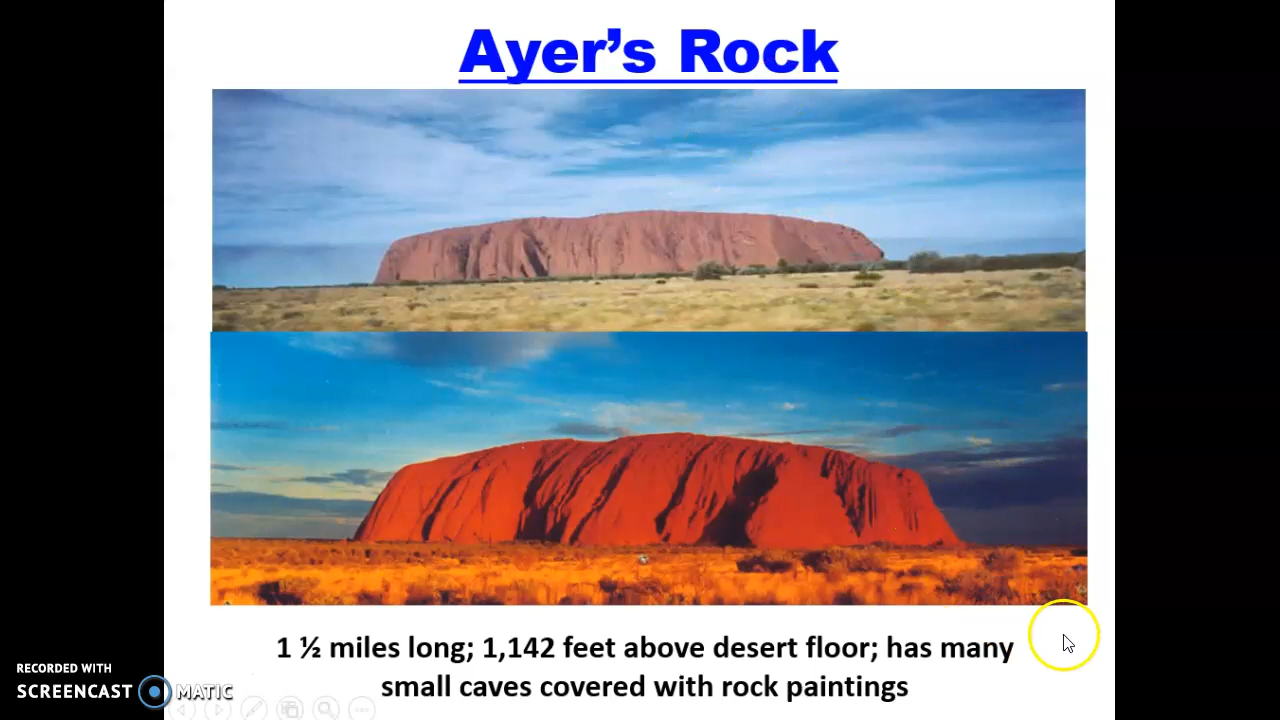 Ayer's Rock
1 ½ miles long; 1,142 feet above desert floor; has many
small caves covered with rock paintings
RECORDED WITH
SCREENCAST MATIC